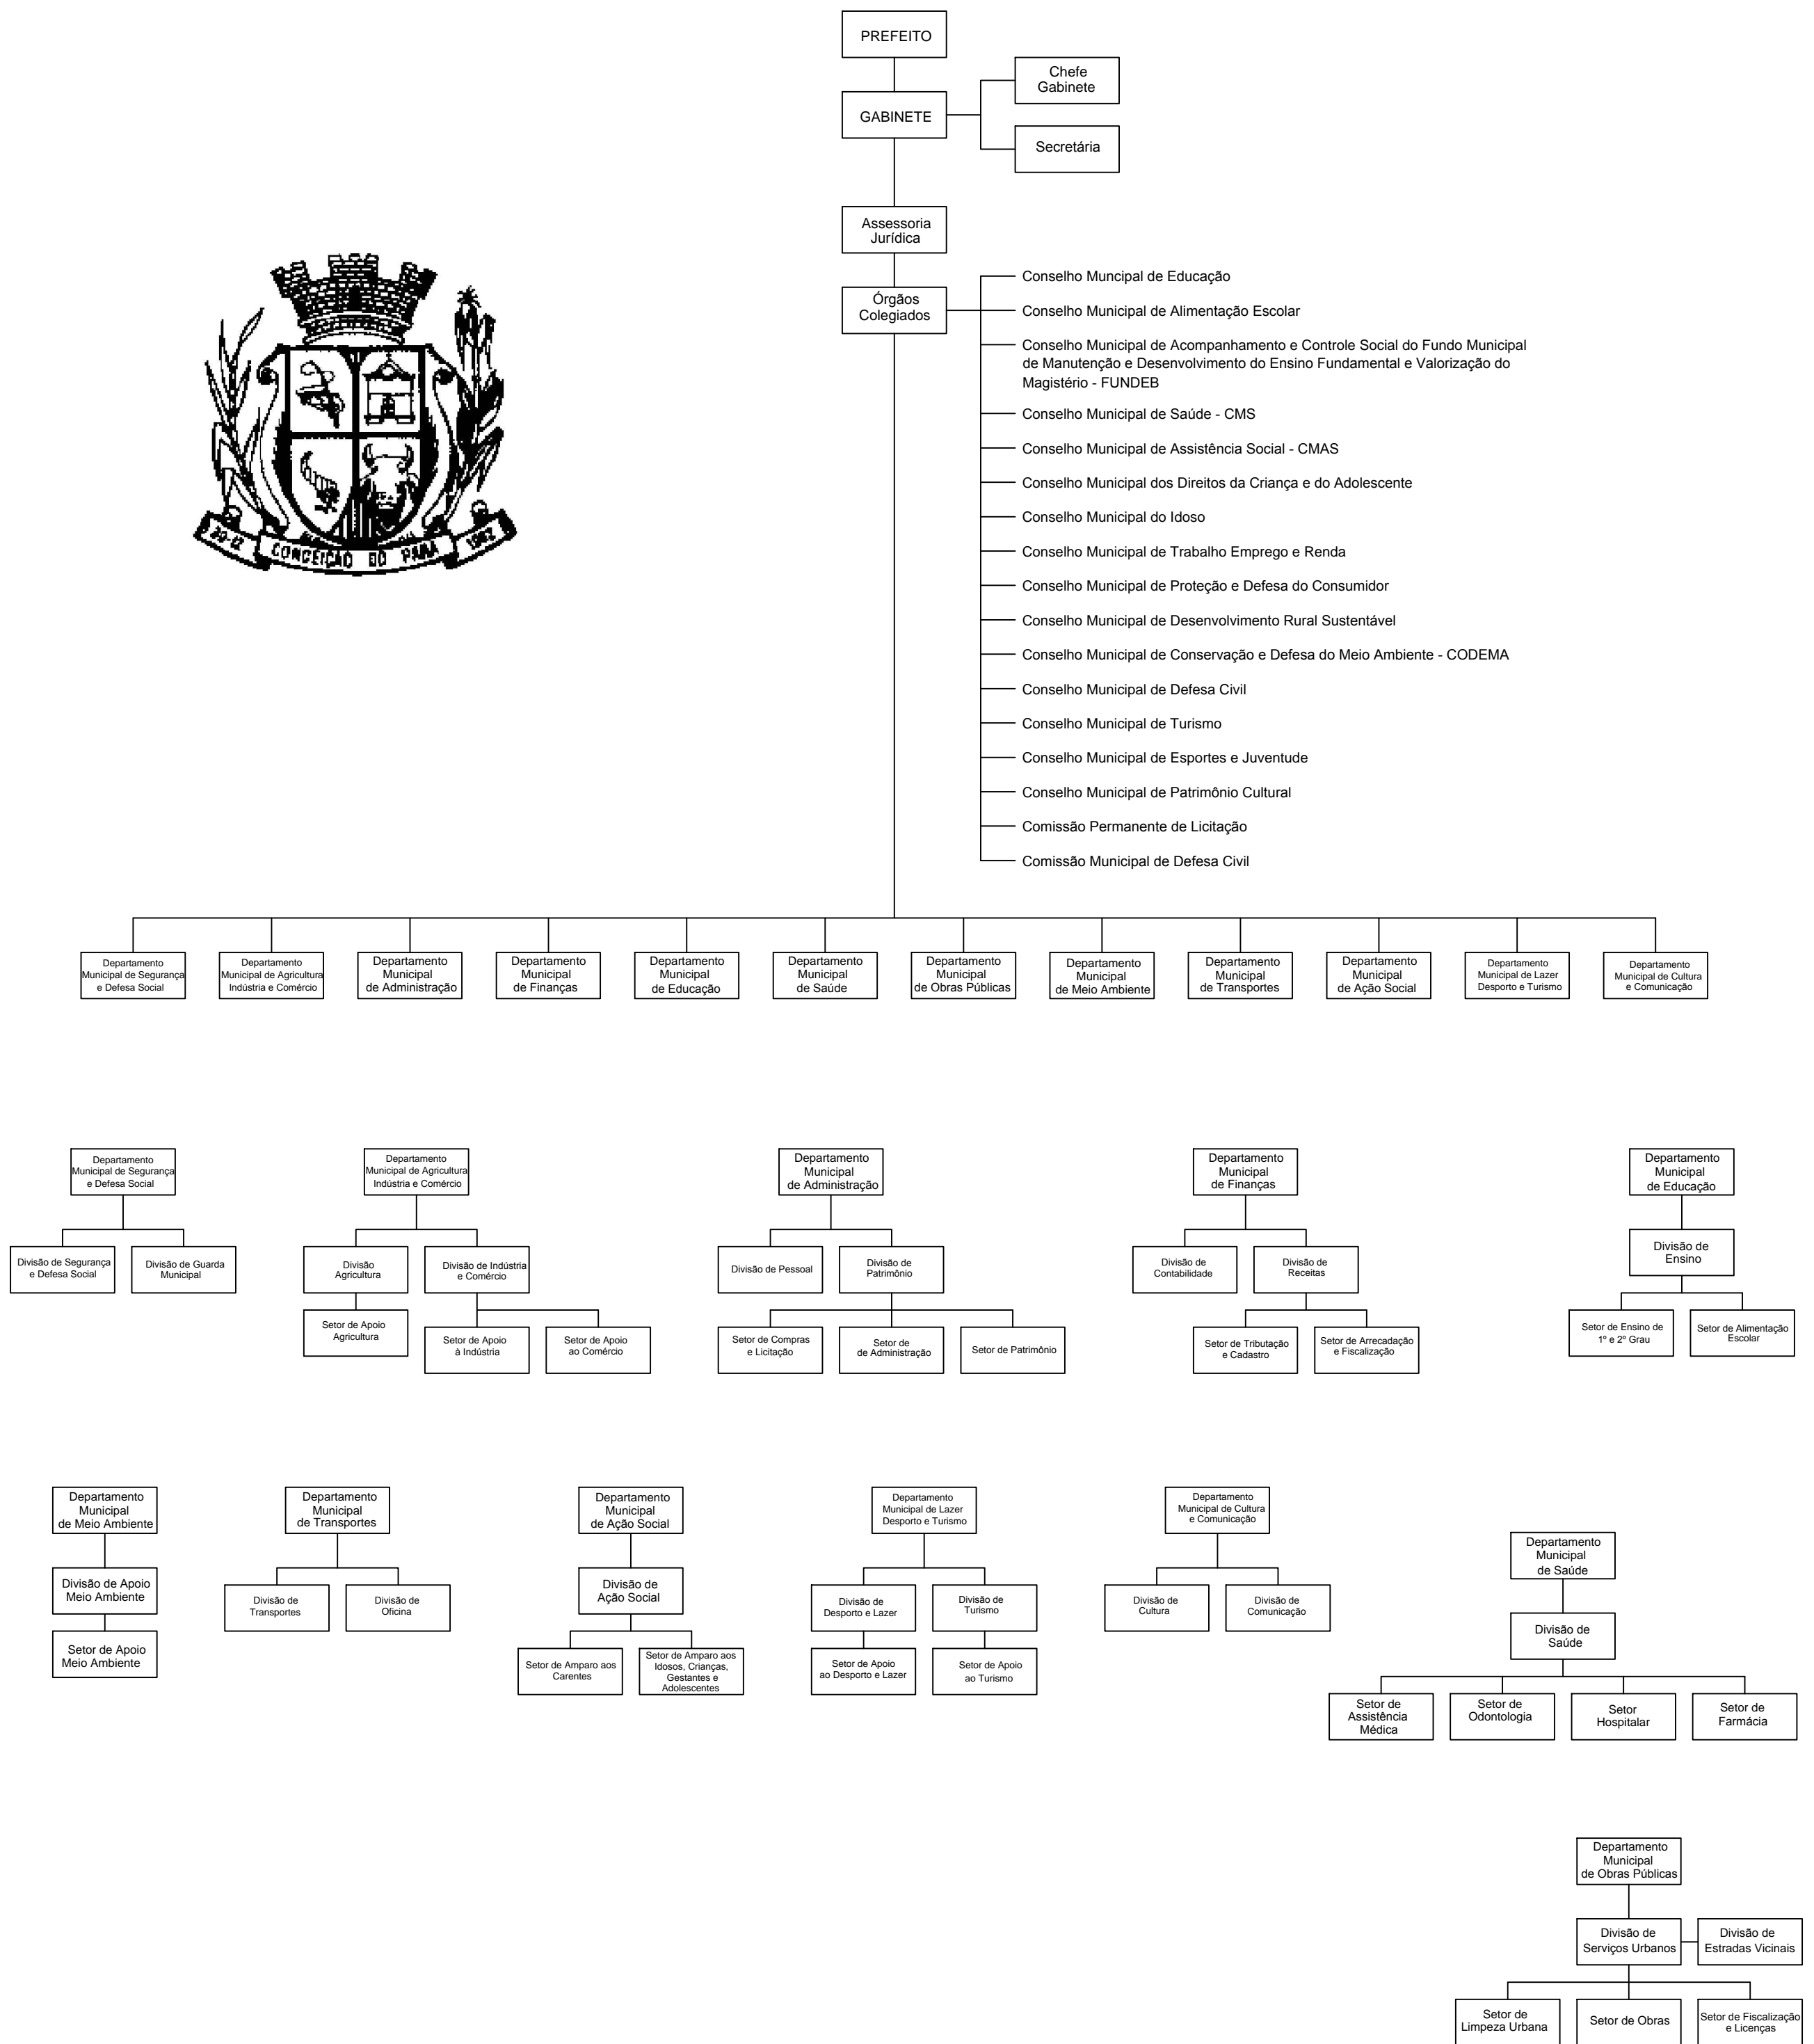 PREFEITO
Chefe
Gabinete
GABINETE
Secretária
Assessoria
Jurídica
Órgãos
Colegiados
Conselho Muncipal de Educação
Conselho Municipal de Alimentação Escolar
Conselho Municipal de Acompanhamento e Controle Social do Fundo Municipal
de Manutenção e Desenvolvimento do Ensino Fundamental e Valorização do
Magistério - FUNDEB
Conselho Municipal de Saúde - CMS
Conselho Municipal de Assistência Social - CMAS
Conselho Municipal dos Direitos da Criança e do Adolescente
Conselho Municipal do Idoso
Conselho Municipal de Trabalho Emprego e Renda
Conselho Municipal de Proteção e Defesa do Consumidor
Conselho Municipal de Desenvolvimento Rural Sustentável
Conselho Municipal de Conservação e Defesa do Meio Ambiente - CODEMA
Conselho Municipal de Defesa Civil
Conselho Municipal de Turismo
Conselho Municipal de Esportes e Juventude
Conselho Municipal de Patrimônio Cultural
Comissão Permanente de Licitação
Comissão Municipal de Defesa Civil
20-12 CONCEIÇÃO DO PARÁ 1962
Departamento
Municipal de Segurança
e Defesa Social
Departamento
Municipal de Agricultura
Indústria e Comércio
Departamento
Municipal
de Administração
Departamento
Municipal
de Finanças
Departamento
Municipal
de Educação
Departamento
Municipal
de Saúde
Departamento
Municipal
de Obras Públicas
Departamento
Municipal
de Meio Ambiente
Departamento
Municipal
de Transportes
Departamento
Municipal
de Ação Social
Departamento
Municipal de Lazer
Desporto e Turismo
Departamento
Municipal de Cultura
e Comunicação
Departamento
Municipal de Segurança
e Defesa Social
Divisão de Segurança
e Defesa Social
Divisão de Guarda
Municipal
Departamento
Municipal de Agricultura
Indústria e Comércio
Divisão
Agricultura
Divisão de Indústria
e Comércio
Setor de Apoio
Agricultura
Setor de Apoio
à Indústria
Setor de Apoio
ao Comércio
Departamento
Municipal
de Administração
Divisão de Pessoal
Divisão de
Patrimônio
Setor de Compras
e Licitação
Setor de
de Administração
Setor de Patrimônio
Departamento
Municipal
de Finanças
Divisão de
Contabilidade
Divisão de
Receitas
Setor de Tributação
e Cadastro
Setor de Arrecadação
e Fiscalização
Departamento
Municipal
de Educação
Divisão de
Ensino
Setor de Ensino de
1º e 2º Grau
Setor de Alimentação
Escolar
Departamento
Municipal
de Meio Ambiente
Divisão de Apoio
Meio Ambiente
Setor de Apoio
Meio Ambiente
Departamento
Municipal
de Transportes
Divisão de
Transportes
Divisão de
Oficina
Departamento
Municipal
de Ação Social
Divisão de
Ação Social
Setor de Amparo aos
Carentes
Setor de Amparo aos
Idosos, Crianças,
Gestantes e
Adolescentes
Departamento
Municipal de Lazer
Desporto e Turismo
Divisão de
Desporto e Lazer
Divisão de
Turismo
Setor de Apoio
ao Desporto e Lazer
Setor de Apoio
ao Turismo
Departamento
Municipal de Cultura
e Comunicação
Divisão de
Cultura
Divisão de
Comunicação
Departamento
Municipal
de Saúde
Divisão de
Saúde
Setor de
Assistência
Médica
Setor de
Odontologia
Setor
Hospitalar
Setor de
Farmácia
Departamento
Municipal
de Obras Públicas
Divisão de
Serviços Urbanos
Divisão de
Estradas Vicinais
Setor de
Limpeza Urbana
Setor de Obras
Setor de Fiscalização
e Licenças